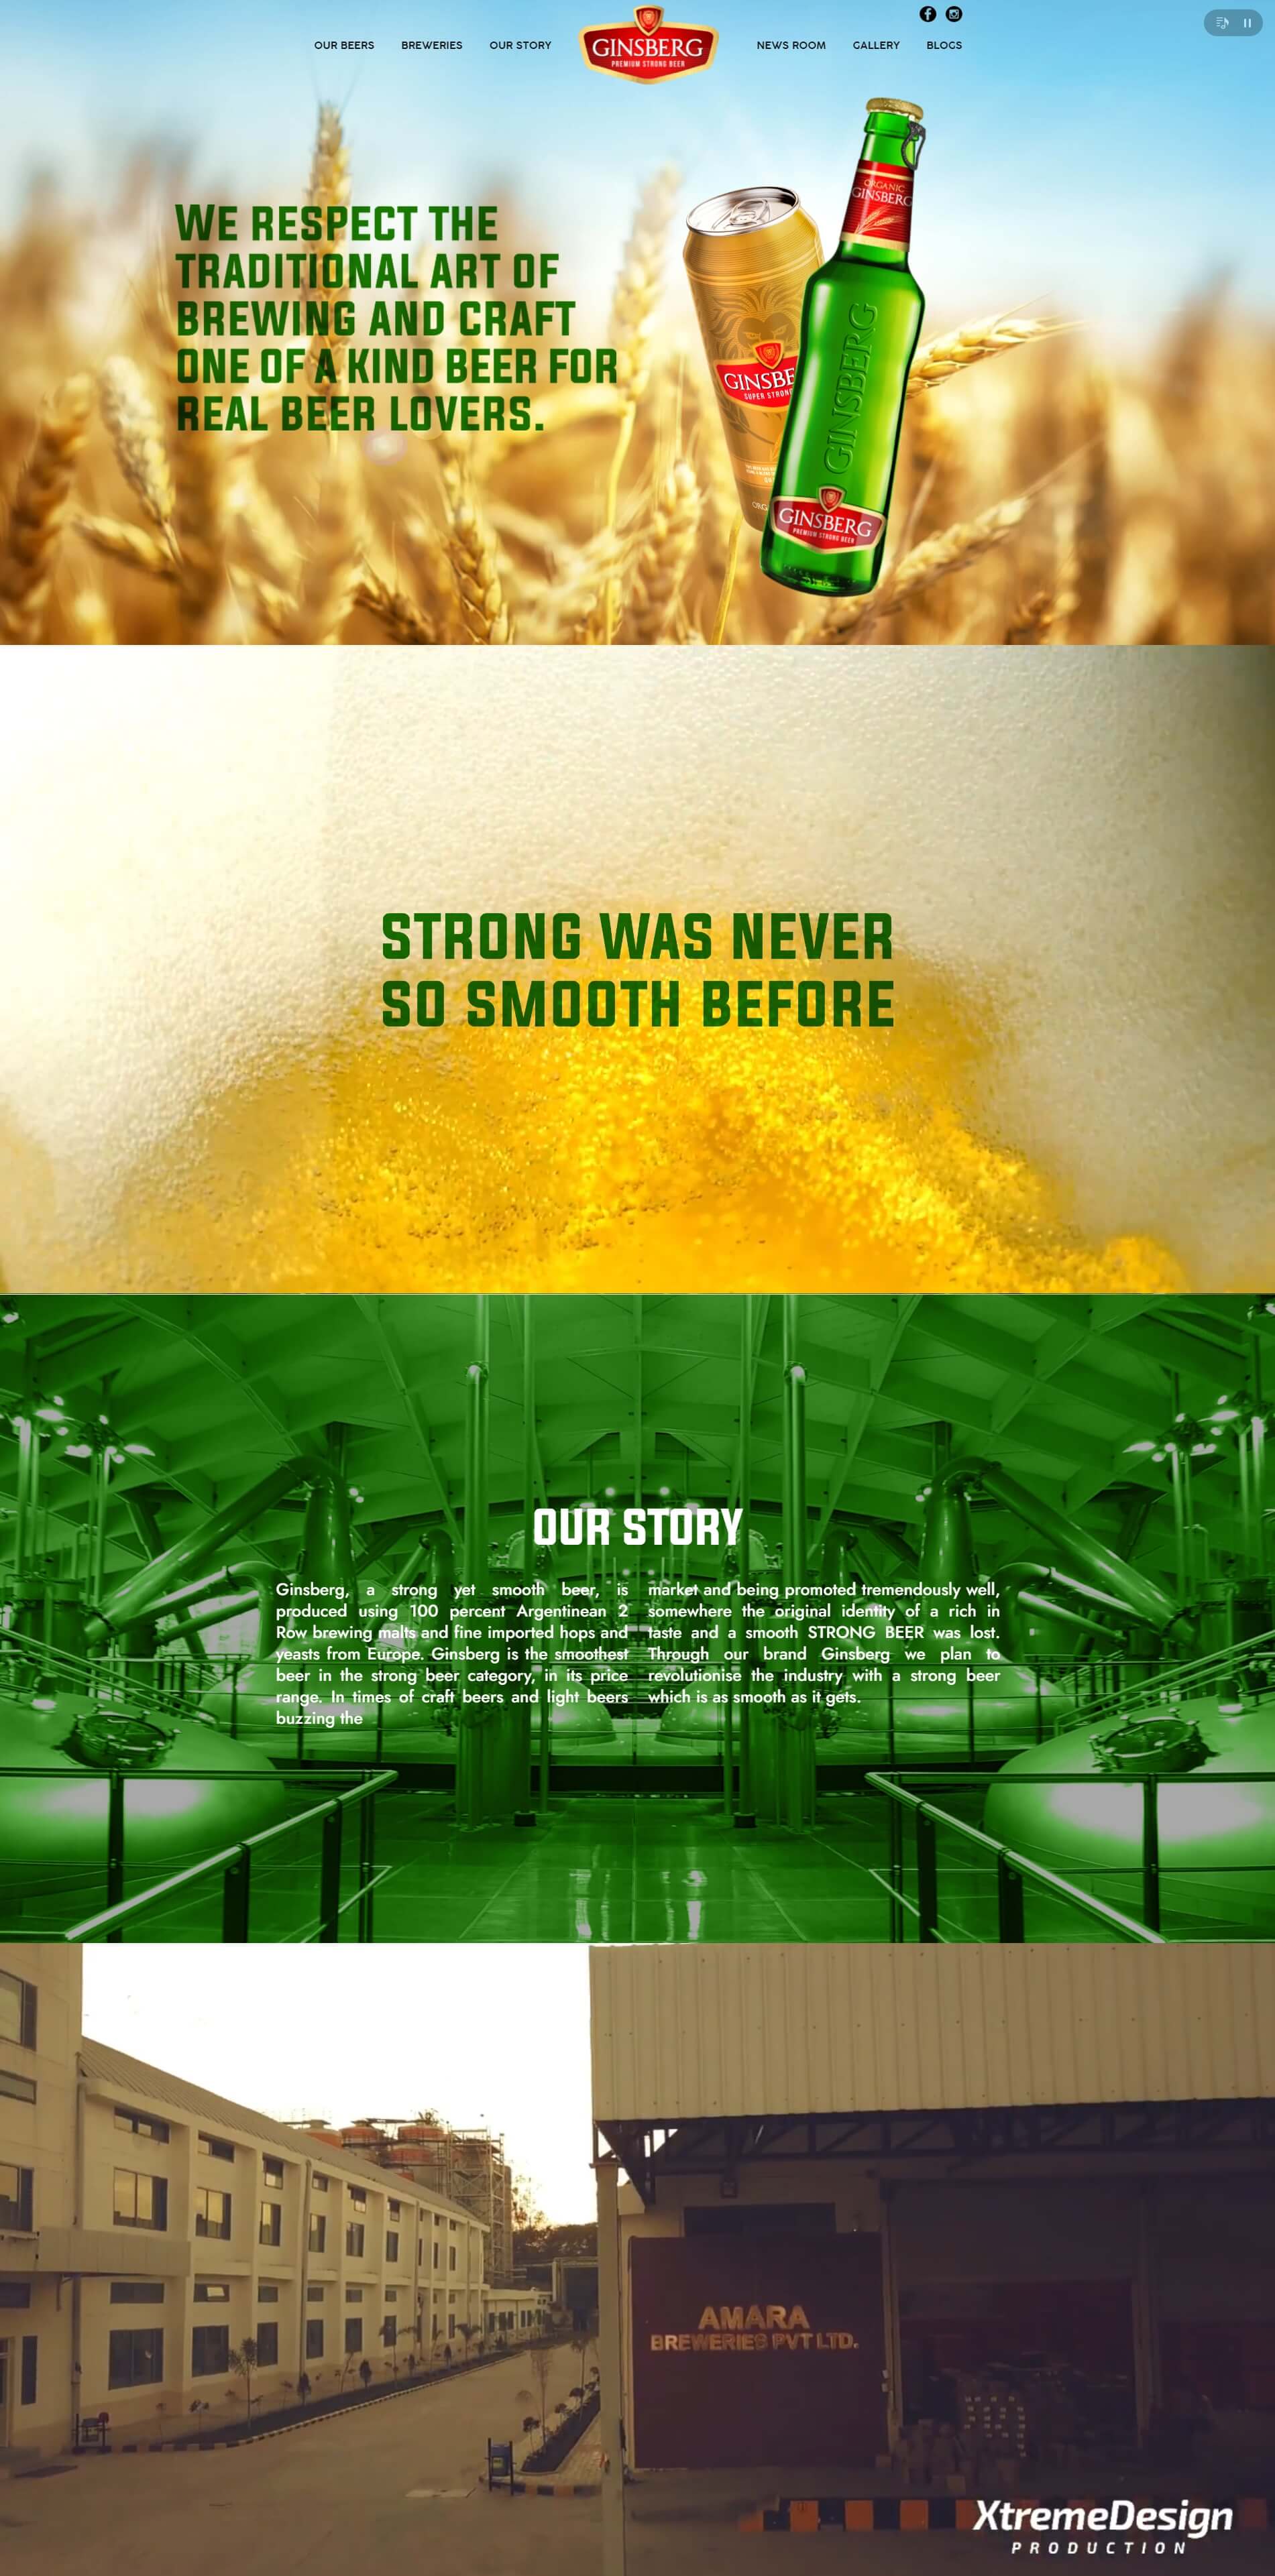 OUR BEERS
BREWERIES
OUR STORY
GINSBERG
PREMIUM STRONG BEER
NEWS ROOM
GALLERY
BLOGS
WE RESPECT THE
TRADITIONAL ART OF
BREWING AND CRAFT
ONE OF A KIND BEER FOR
REAL BEER LOVERS.
ORGANIC
GINSBERG
GINSBERG
GINSBE
SUPER STRONG
GINSBERG
PREMIUM STRONG BEER
STRONG WAS NEVER
SO SMOOTH BEFORE
OUR STORY
Ginsberg, a strong yet smooth beer, is
produced using 100 percent Argentinean 2
Row brewing malts and fine imported hops and
yeasts from Europe. Ginsberg is the smoothest
beer in the strong beer category, in its price
range. In times of craft beers and light beers
buzzing the
market and being promoted tremendously well,
somewhere the original identity of a rich in
taste and a smooth STRONG BEER was lost.
Through our brand Ginsberg we plan to
revolutionise the industry with a strong beer
which is as smooth as it gets.
AMARA
BREWERIES PVT LTD.
XtremeDesign
PRODUCTION